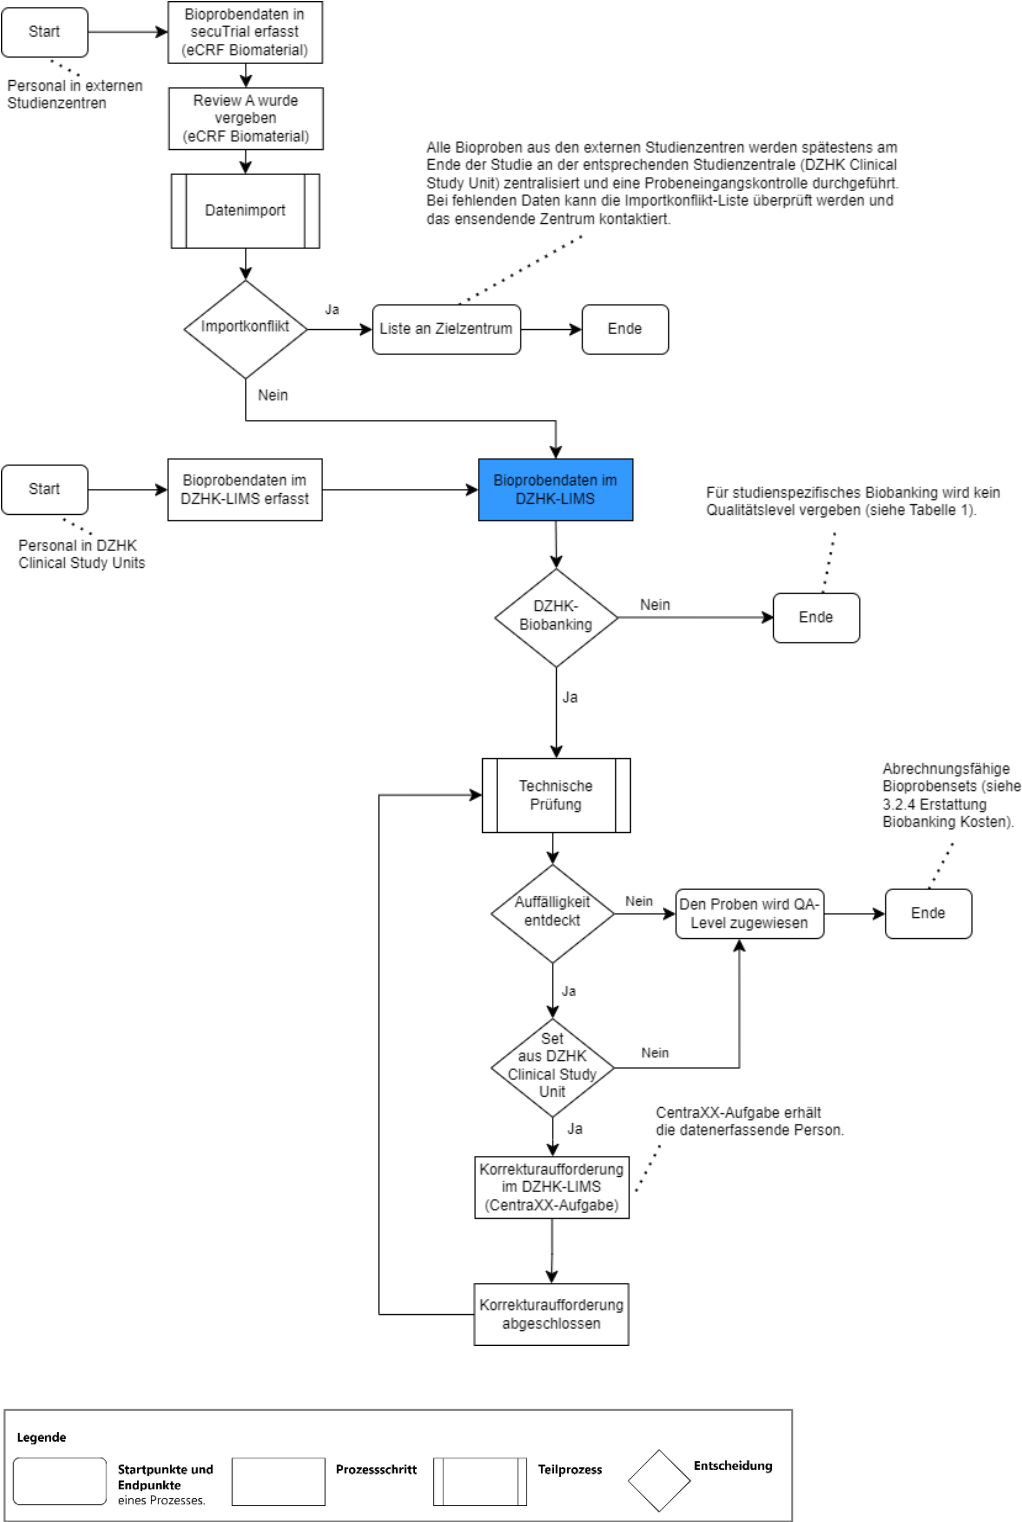 Start
Bioprobendaten in
secuTrial erfasst
(eCRF Biomaterial)
Personal in externen
Studienzentren
Review A wurde
vergeben
(eCRF Biomaterial)
Alle Bioproben aus den externen Studienzentren werden spätestens am
Ende der Studie an der entsprechenden Studienzentrale (DZHK Clinical
Study Unit) zentralisiert und eine Probeneingangskontrolle durchgeführt.
Bei fehlenden Daten kann die Importkonflikt-Liste überprüft werden und
das ensendende Zentrum kontaktiert.
Datenimport
Importkonflikt
Ja
Liste an Zielzentrum
Ende
Nein
Start
Bioprobendaten im
DZHK-LIMS erfasst
Bioprobendaten im
DZHK-LIMS
Für studienspezifisches Biobanking wird kein
Qualitätslevel vergeben (siehe Tabelle 1).
Personal in DZHK
Clinical Study Units
DZHK-
Biobanking
Nein
Ende
Ja
Technische
Prüfung
Abrechnungsfähige
Bioprobensets (siehe
3.2.4 Erstattung
Biobanking Kosten).
Auffälligkeit
entdeckt
Nein
Den Proben wird QA-
Level zugewiesen
Ende
Ja
Set
aus DZHK
Clinical Study
Unit
Nein
Ja
CentraXX-Aufgabe erhält
die datenerfassende Person.
Korrekturaufforderung
im DZHK-LIMS
(CentraXX-Aufgabe)
Korrekturaufforderung
abgeschlossen
Legende
Startpunkte und
Endpunkte
eines Prozesses.
Prozessschritt
Teilprozess
Entscheidung